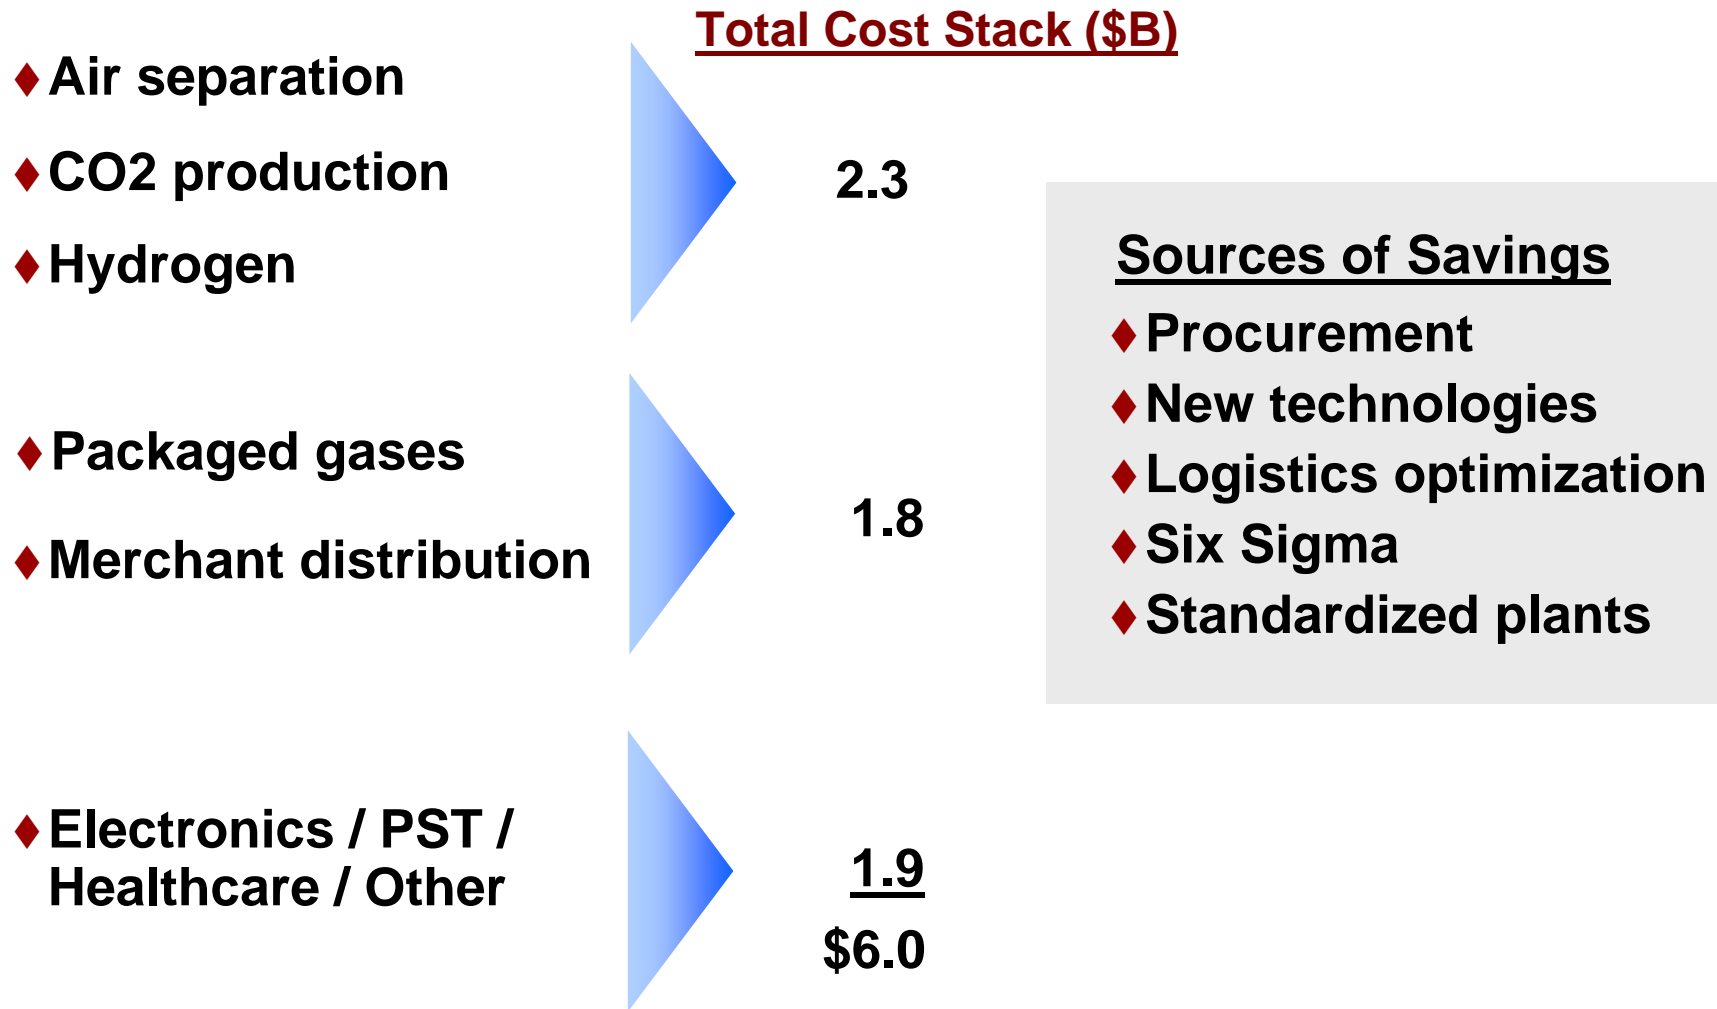 Total Cost Stack ($B)
Air separation
CO2 production
Hydrogen
2.3
Packaged gases
Merchant distribution
1.8
Electronics / PST /
Healthcare / Other
1.9
$6.0
Sources of Savings
Procurement
New technologies
Logistics optimization
Six Sigma
Standardized plants